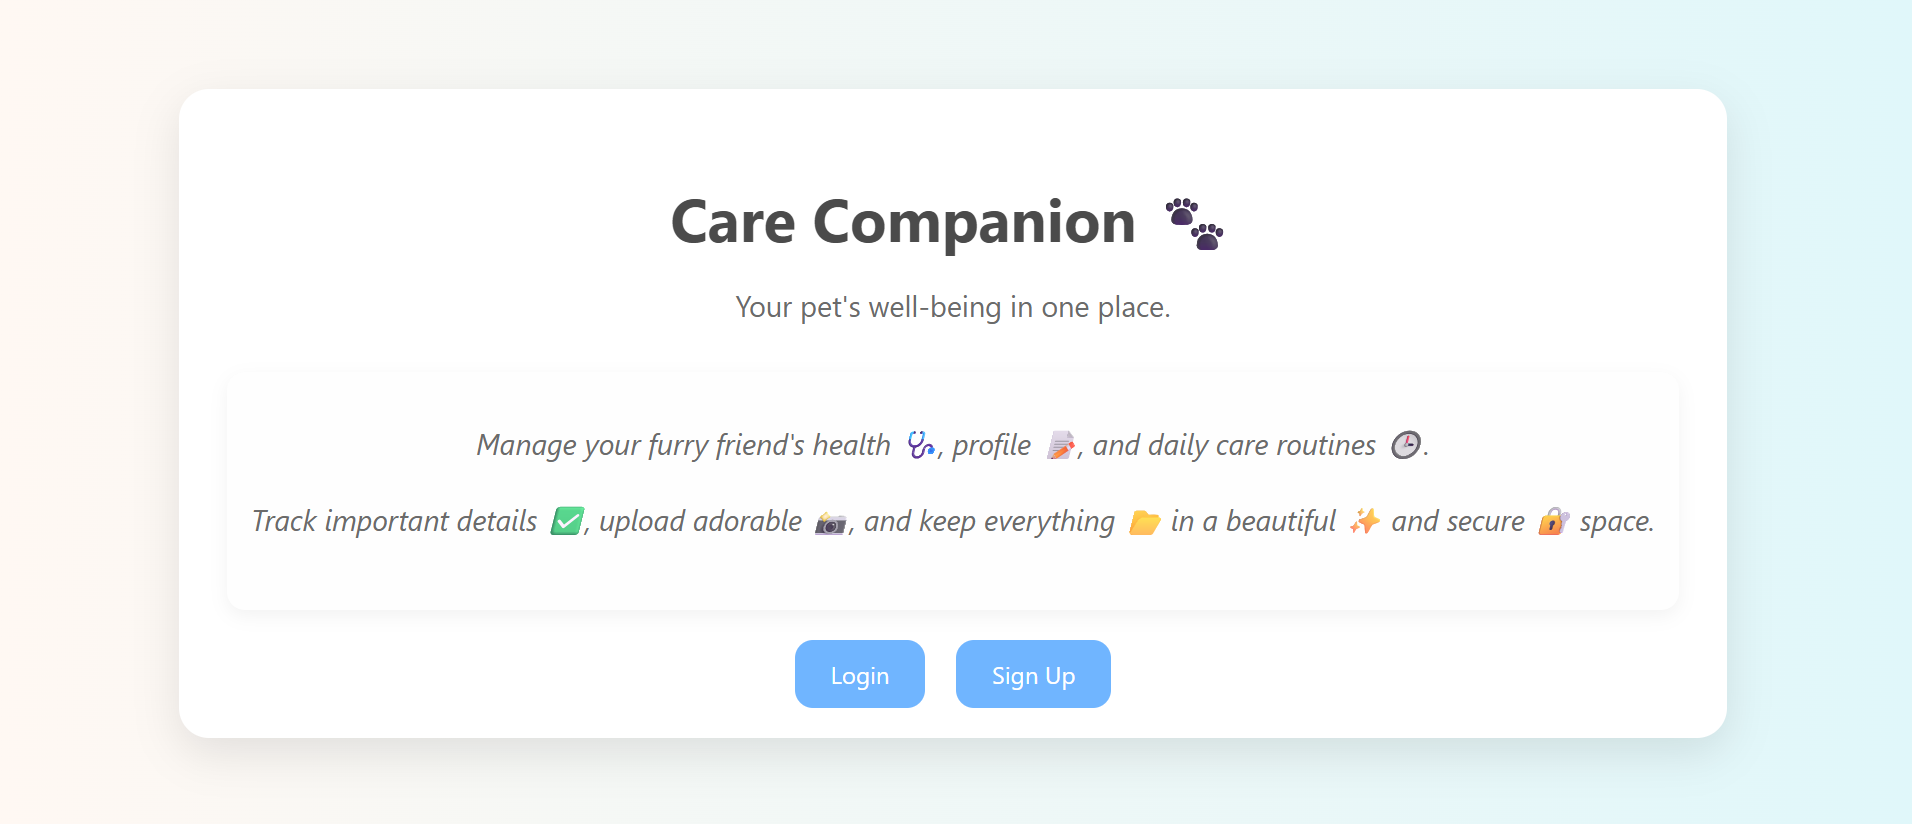 Care Companion 🐾
Your pet's well-being in one place.
Manage your furry friend's health 🩺, profile 📝, and daily care routines 🕒.
Track important details ✅, upload adorable 📸, and keep everything 📂 in a beautiful ✨ and secure 🔐 space.
Login
Sign Up